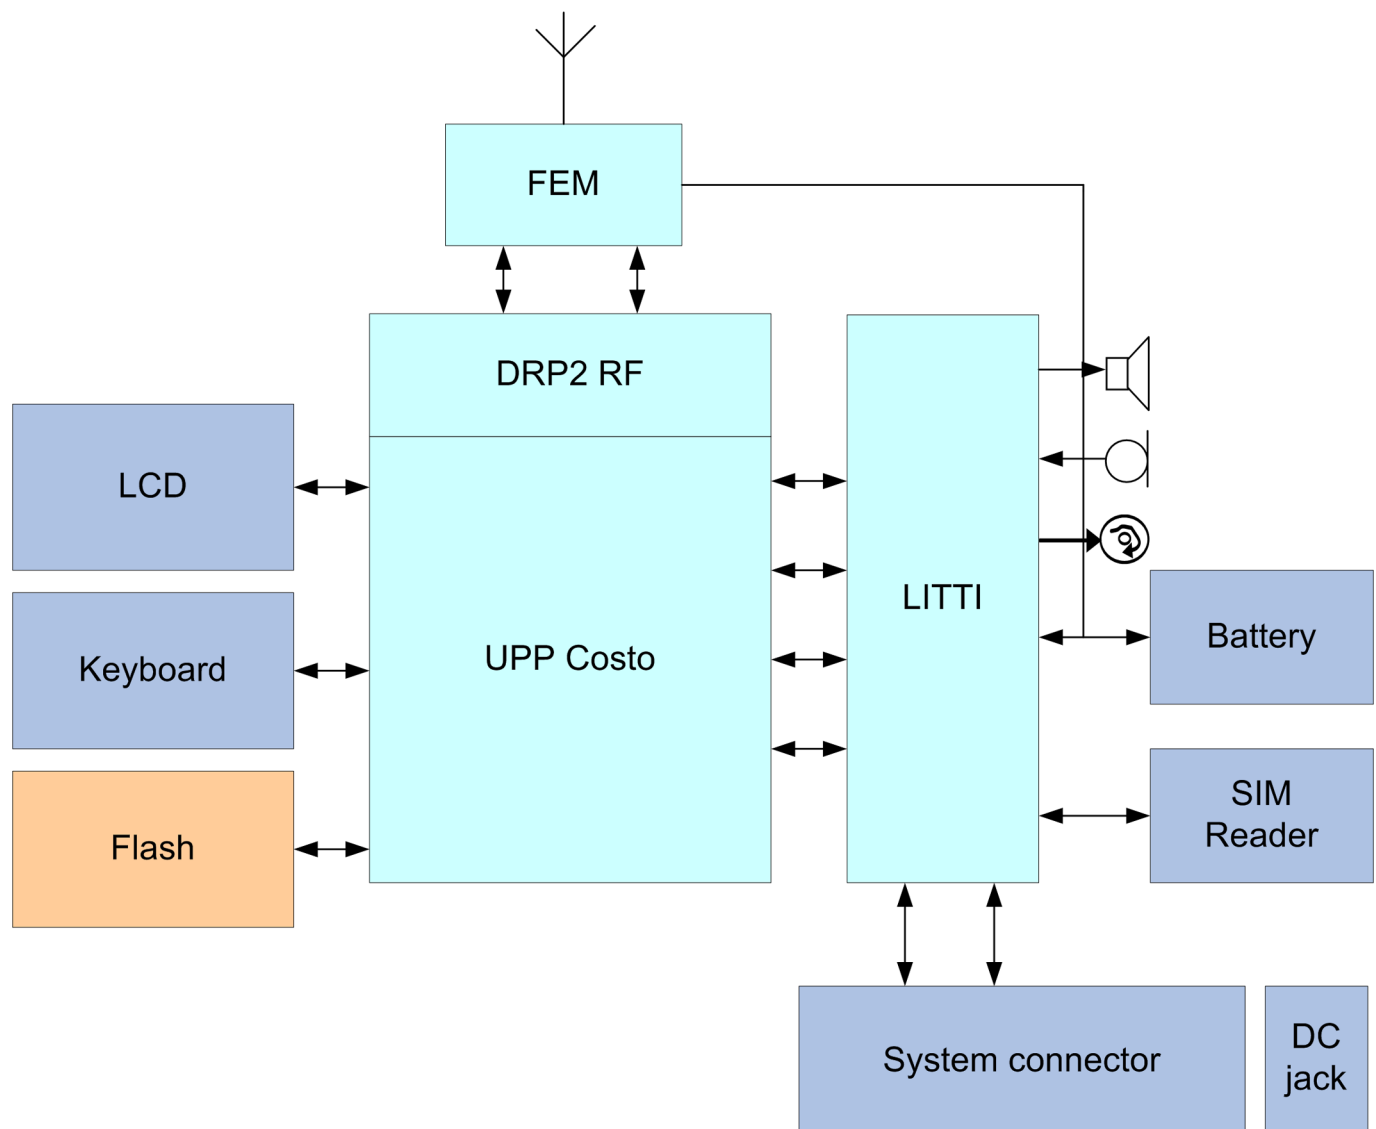 FEM
DRP2 RF
LCD
LITTI
Battery
UPP Costo
Keyboard
SIM
Reader
Flash
System connector
DC
jack